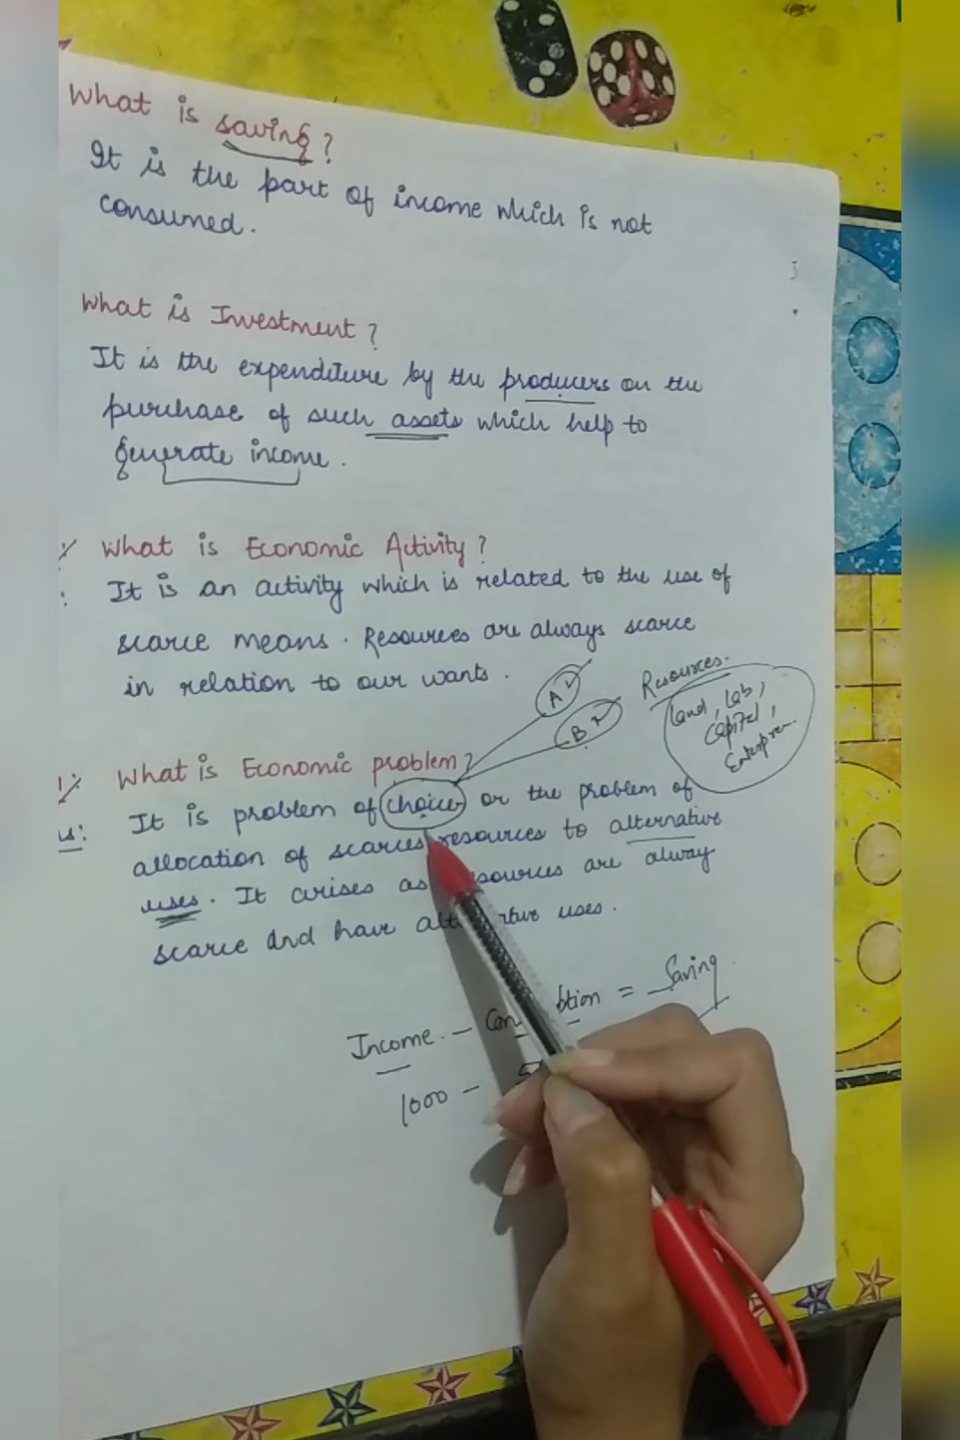 What is saving?
It is the part of income which is not
consumed.
What is Investment?
It is the expenditure by the producers on the
purchase of such assets which help to
generate income.
What is Economic Activity?
It is an activity which is related to the use of
scarce means. Resources are always scarce
in relation to our wants.
A ✓
B
Resources.
Land, Lab,
Capital,
Enterpren.
What is Economic problem?
It is problem of choice or the problem of
allocation of scarces resources to alternative
uses. It arises as are alway
scarce and have uses.
Income - = Saving.
1000 -